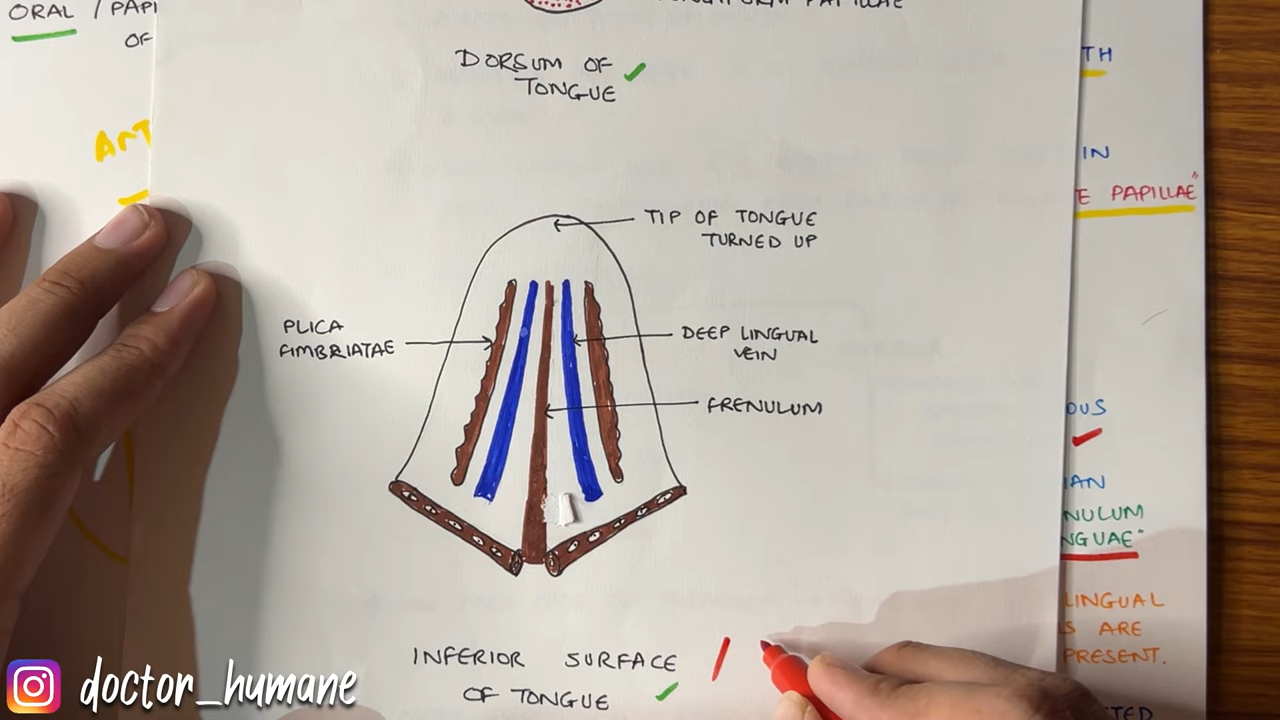 ORAL / PAPI
OF
DORSUM OF
TONGUE
ANT
TH
IN
E PAPILLAE"
TIP OF TONGUE
TURNED UP
PLICA
FIMBRIATAE
DEEP LINGUAL
VEIN
FRENULUM
OUS
IAN
NULUM
NGUAE"
LINGUAL
S ARE
PRESENT.
INFERIOR SURFACE
OF TONGUE
doctor_humane